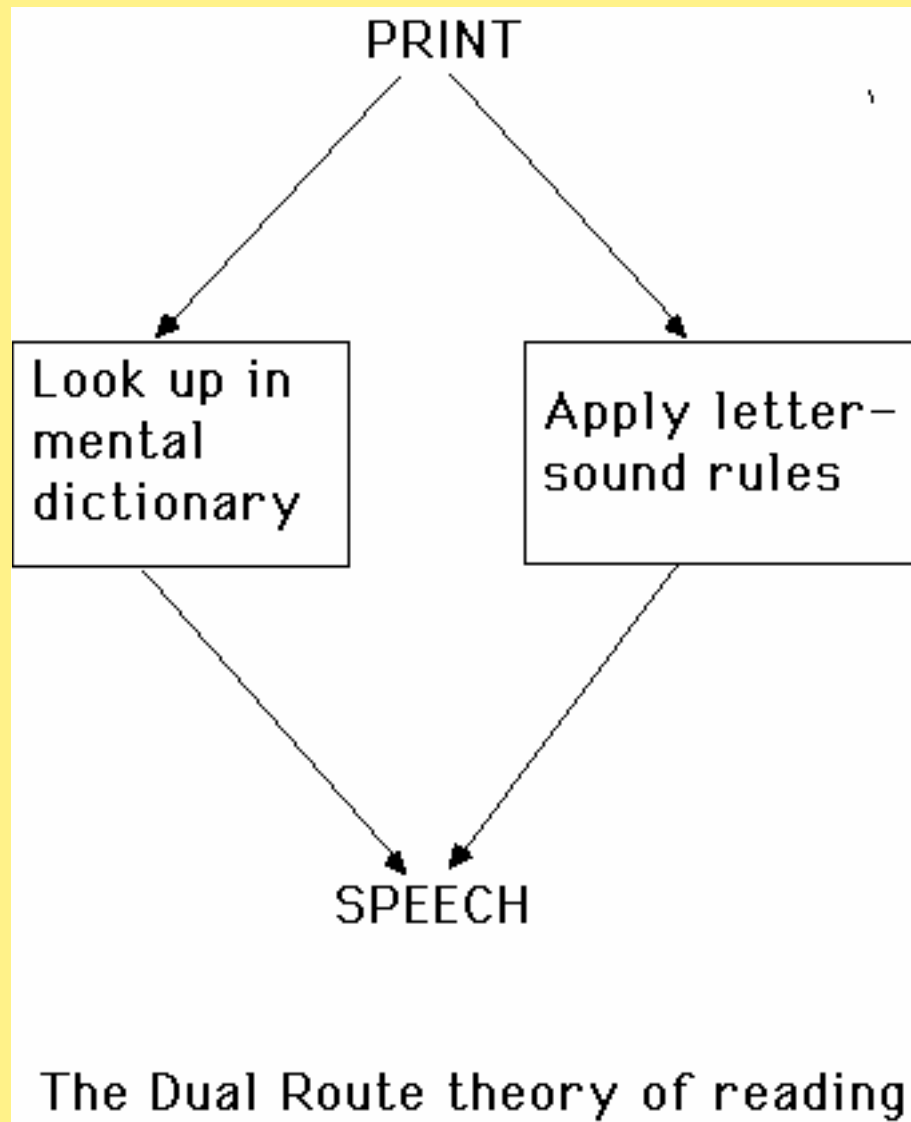 PRINT
Look up in
mental
dictionary
Apply letter-
sound rules
SPEECH
The Dual Route theory of reading